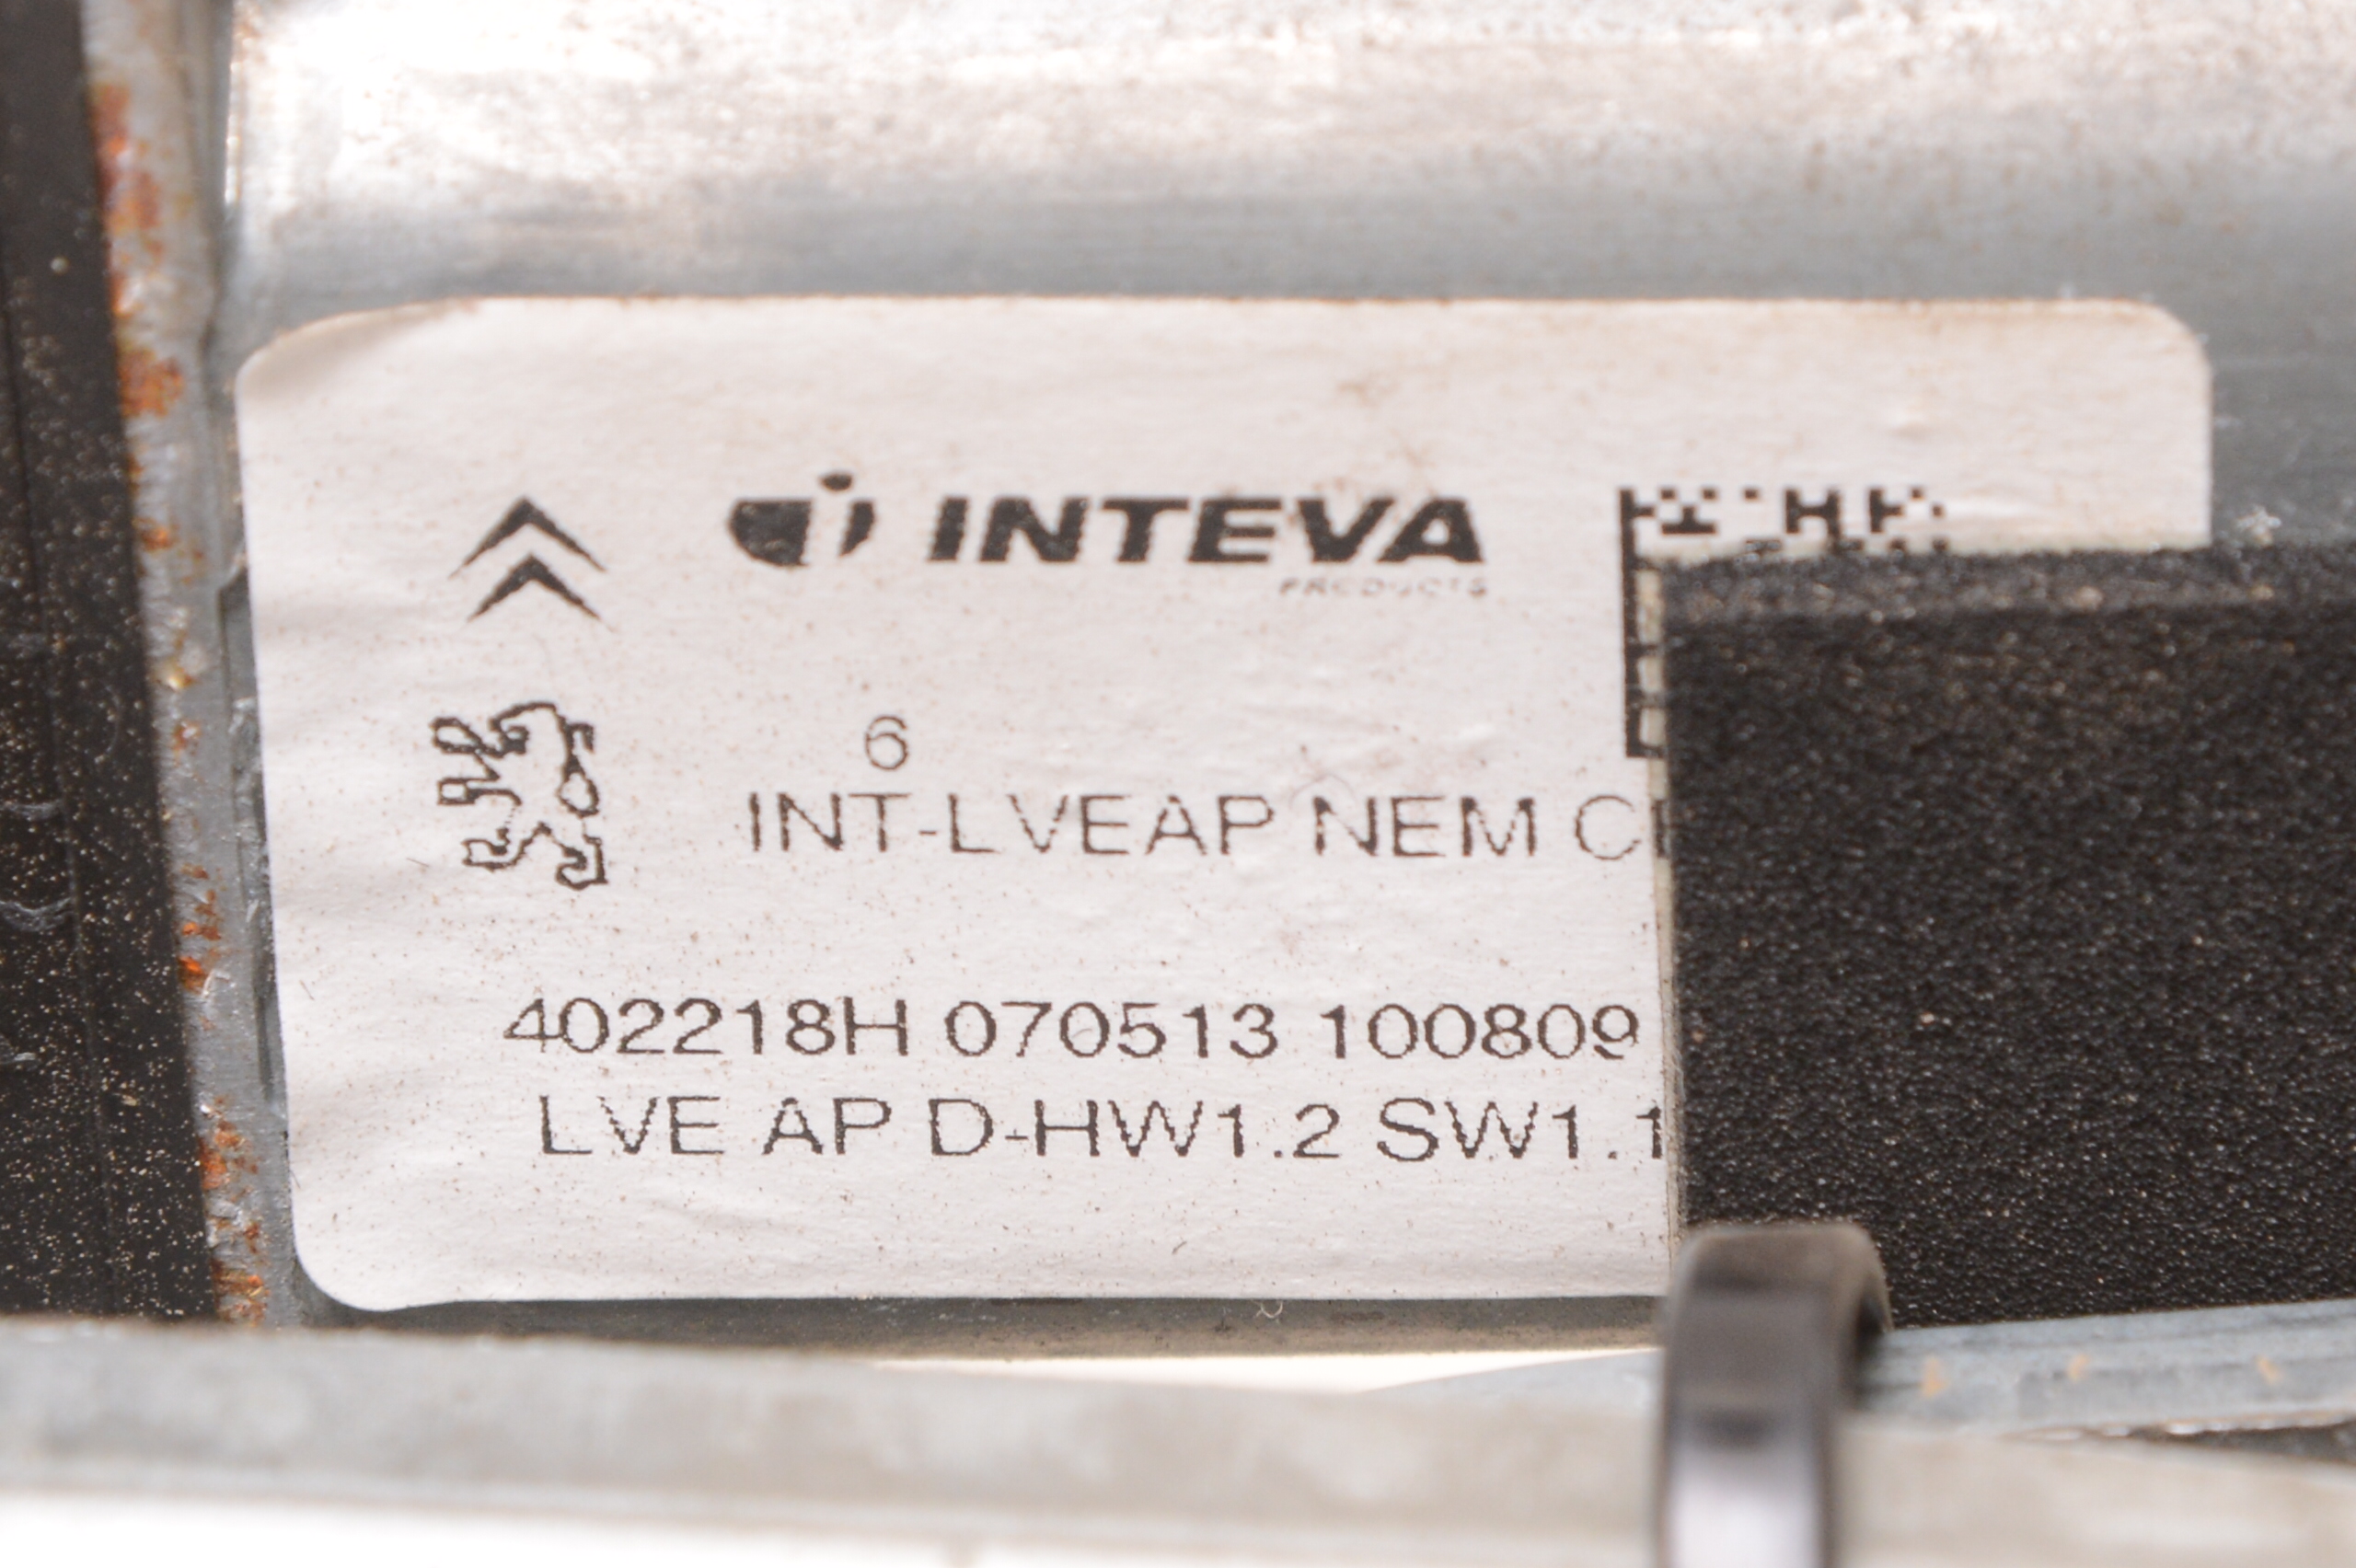 INTEVA
PRODUCTS
6
INT-LVEAP NEM
402218H 070513 100809
LVE AP D-HW1.2 SW1.1